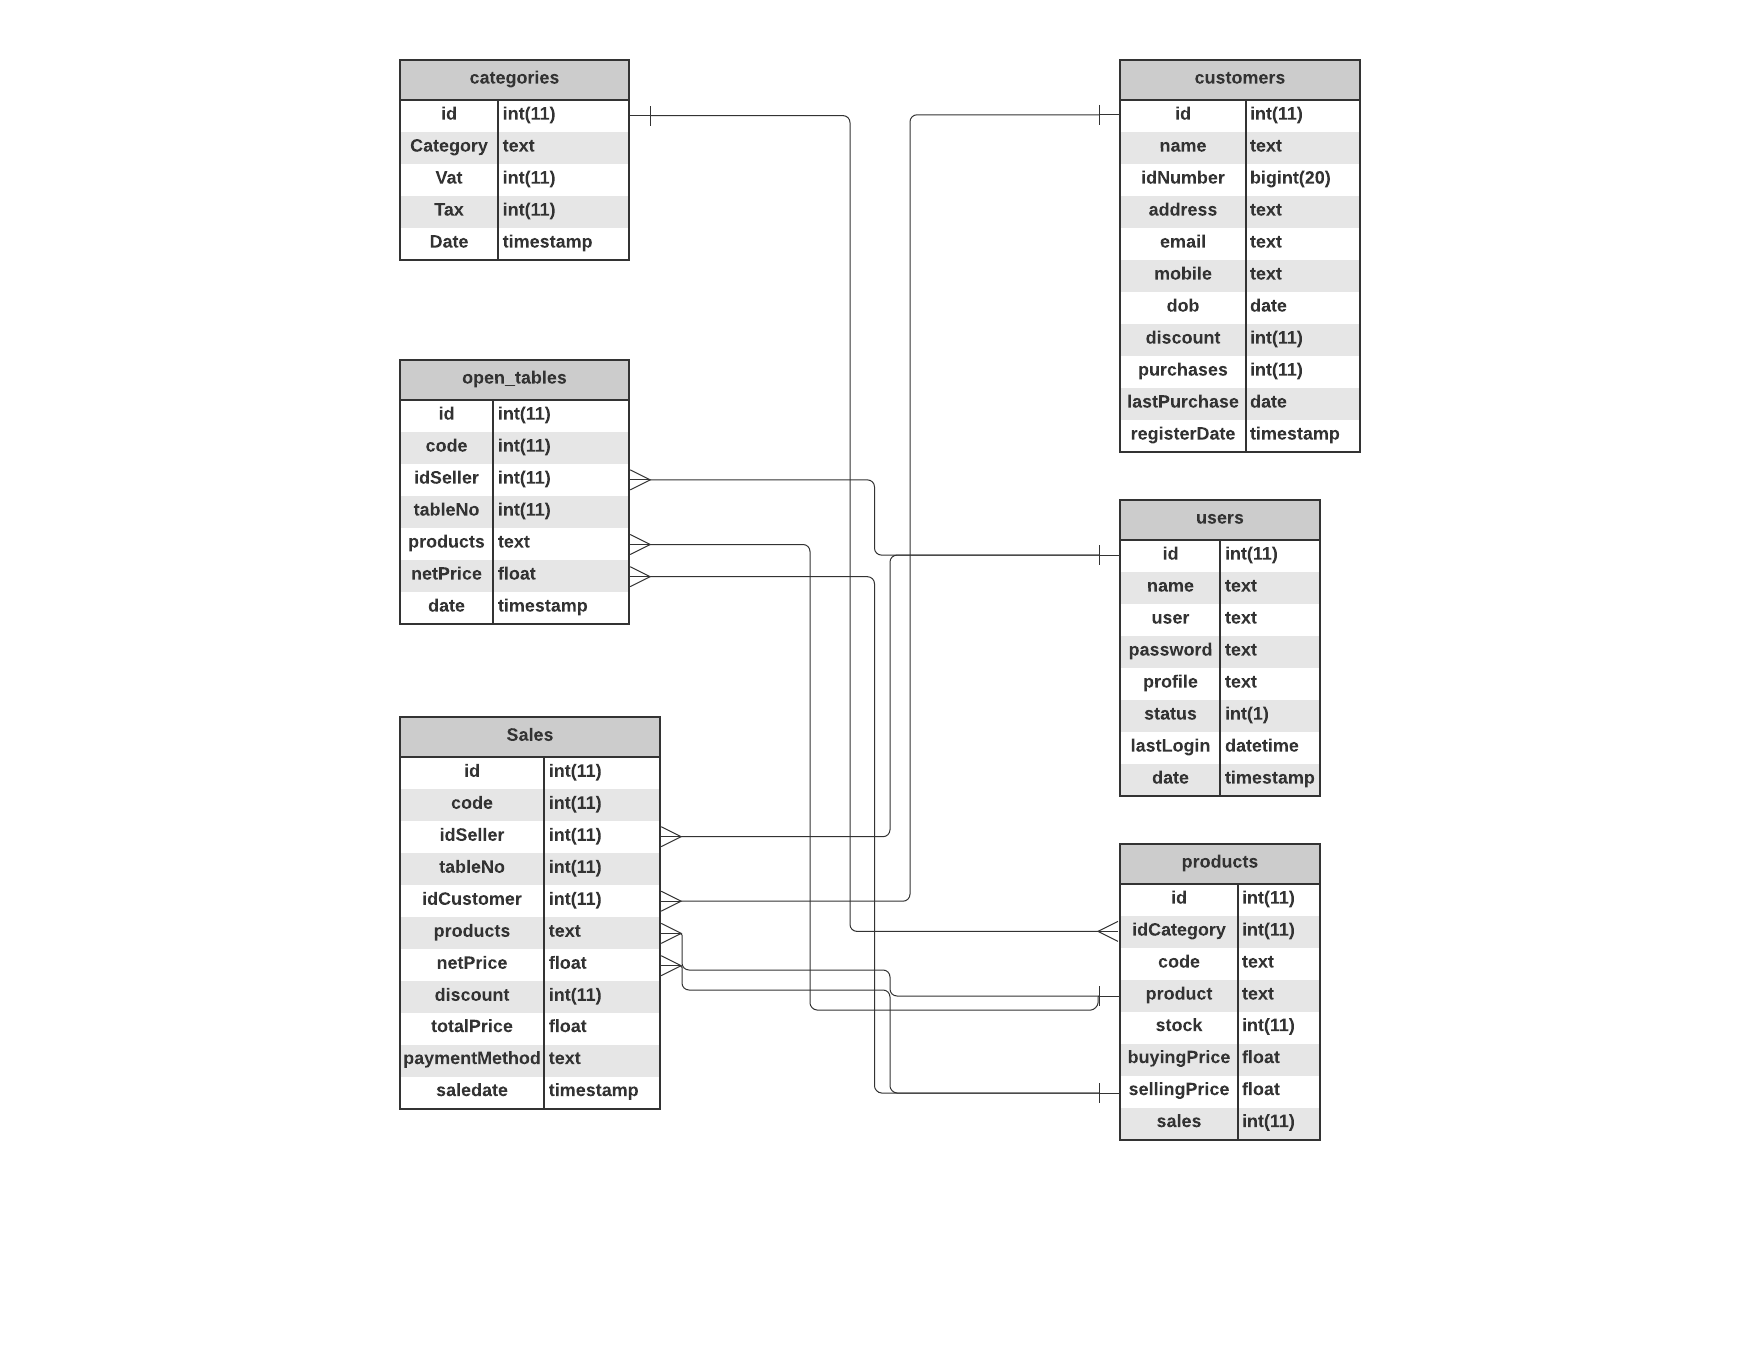 categories
id int(11)
Category text
Vat int(11)
Tax int(11)
Date timestamp
open_tables
id int(11)
code int(11)
idSeller int(11)
tableNo int(11)
products text
netPrice float
date timestamp
Sales
id int(11)
code int(11)
idSeller int(11)
tableNo int(11)
idCustomer int(11)
products text
netPrice float
discount int(11)
totalPrice float
paymentMethod text
saledate timestamp
customers
id int(11)
name text
idNumber bigint(20)
address text
email text
mobile text
dob date
discount int(11)
purchases int(11)
lastPurchase date
registerDate timestamp
users
id int(11)
name text
user text
password text
profile text
status int(1)
lastLogin datetime
date timestamp
products
id int(11)
idCategory int(11)
code text
product text
stock int(11)
buyingPrice float
sellingPrice float
sales int(11)